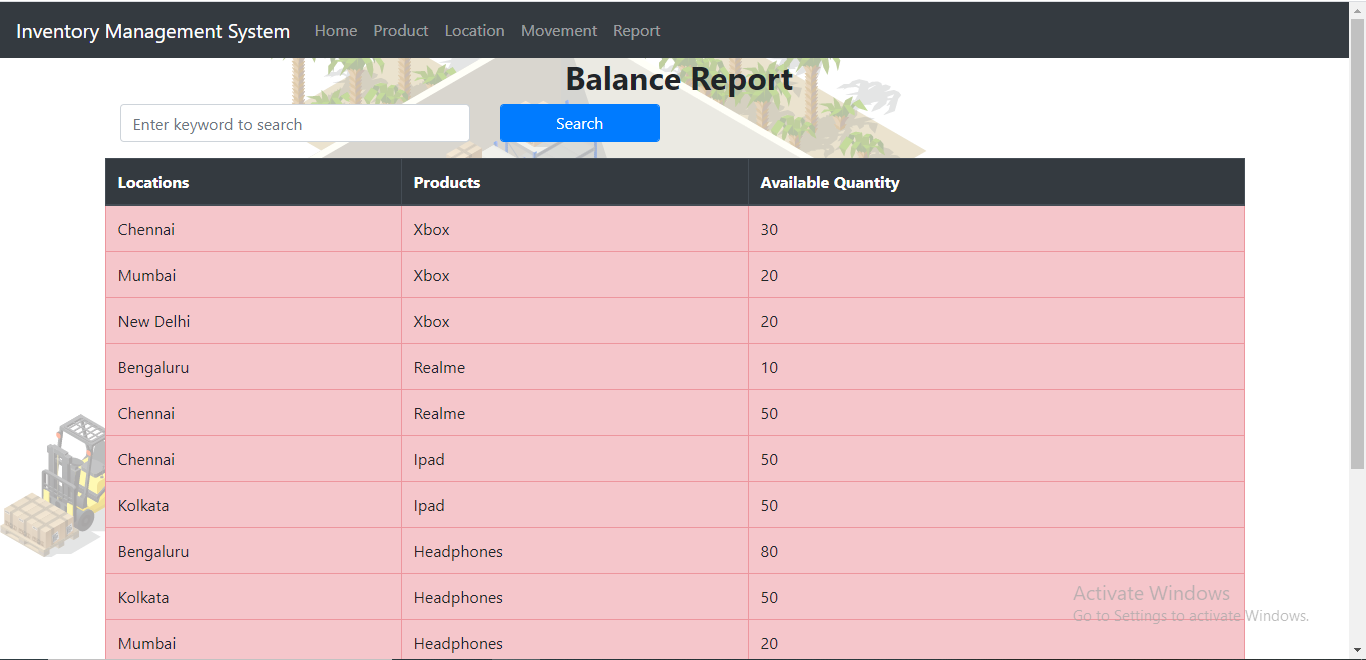 Inventory Management System Home Product Location Movement Report
Balance Report
Enter keyword to search Search
Locations Products Available Quantity
Chennai Xbox 30
Mumbai Xbox 20
New Delhi Xbox 20
Bengaluru Realme 10
Chennai Realme 50
Chennai Ipad 50
Kolkata Ipad 50
Bengaluru Headphones 80
Kolkata Headphones 50
Mumbai Headphones 20
Activate Windows
Go to Settings to activate Windows.